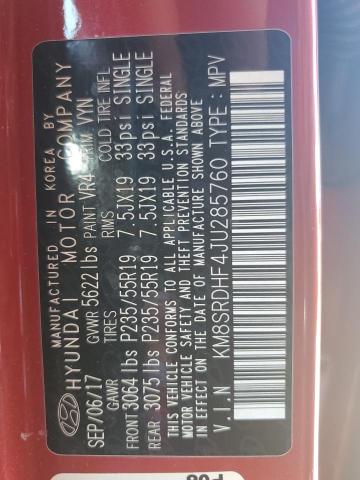 MANUFACTURED IN KOREA BY
HYUNDAI MOTOR COMPANY
SEP/06/17 GVWR 5622 lbs PAINT VR4 TRIM VYN
GAWR TIRES RIMS COLD TIRE INFL
FRONT 3064 lbs P235/55R19 7.5JX19 33psi SINGLE
REAR 3075 lbs P235/55R19 7.5JX19 33psi SINGLE
THIS VEHICLE CONFORMS TO ALL APPLICABLE U.S.A. FEDERAL
MOTOR VEHICLE SAFETY AND THEFT PREVENTION STANDARDS
IN EFFECT ON THE DATE OF MANUFACTURE SHOWN ABOVE.
V.I.N KM8SRDHF4JU285760 TYPE : MPV